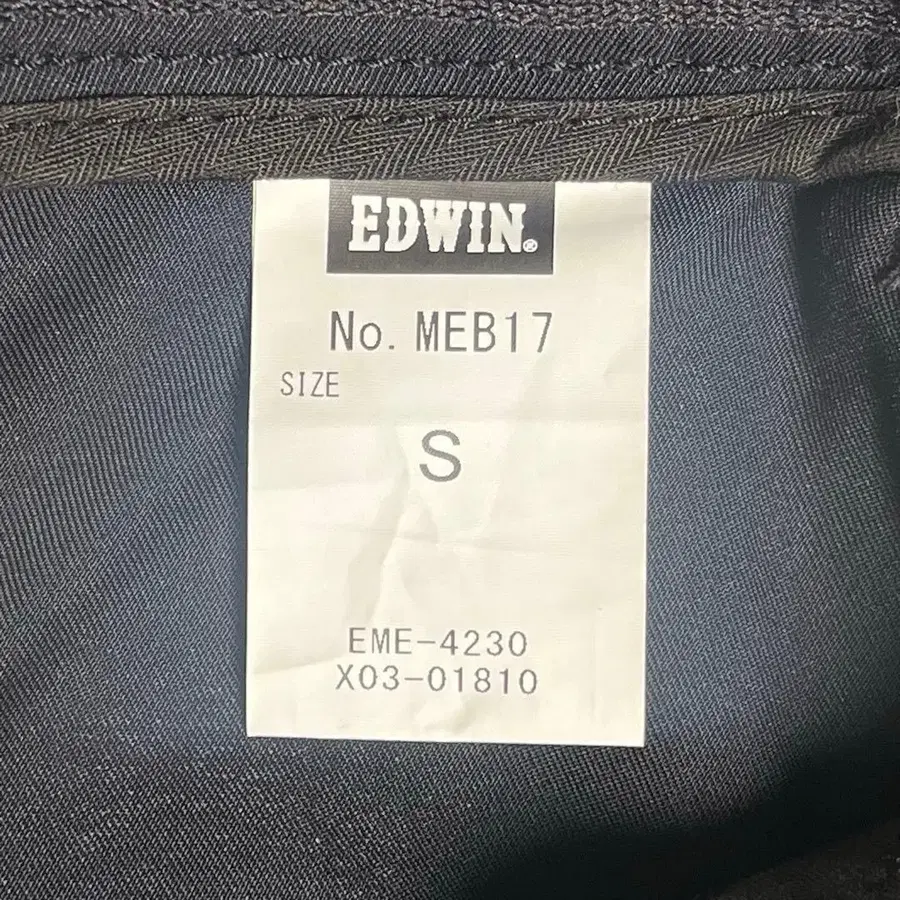 EDWIN®
No. MEB17
SIZE
S
EME-4230
X03-01810